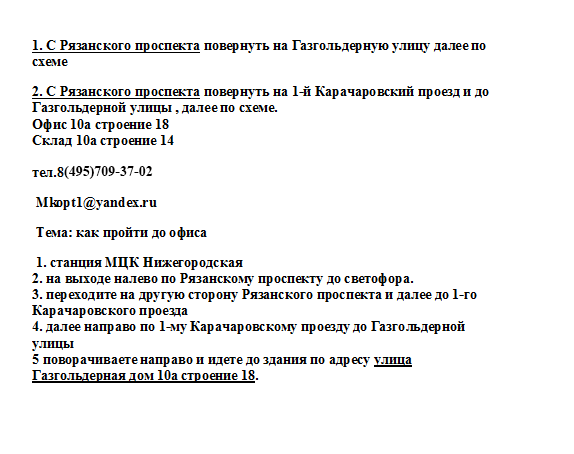 1. С Рязанского проспекта повернуть на Газгольдерную улицу далее по
схеме
2. С Рязанского проспекта повернуть на 1-й Карачаровский проезд и до
Газгольдерной улицы , далее по схеме.
Офис 10а строение 18
Склад 10а строение 14
тел.8(495)709-37-02
Mkopt1@yandex.ru
Тема: как пройти до офиса
1. станция МЦК Нижегородская
2. на выходе налево по Рязанскому проспекту до светофора.
3. переходите на другую сторону Рязанского проспекта и далее до 1-го
Карачаровского проезда
4. далее направо по 1-му Карачаровскому проезду до Газгольдерной
улицы
5 поворачиваете направо и идете до здания по адресу улица
Газгольдерная дом 10а строение 18.